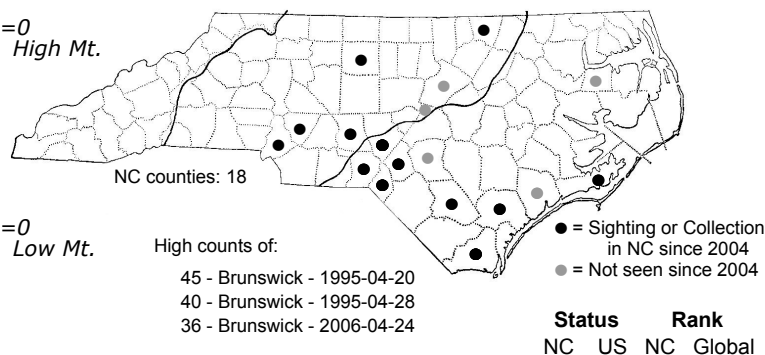 =0
High Mt.
NC counties: 18
=0
Low Mt.
High counts of:
45 - Brunswick - 1995-04-20
40 - Brunswick - 1995-04-28
36 - Brunswick - 2006-04-24
= Sighting or Collection
in NC since 2004
= Not seen since 2004
Status Rank
NC US NC Global